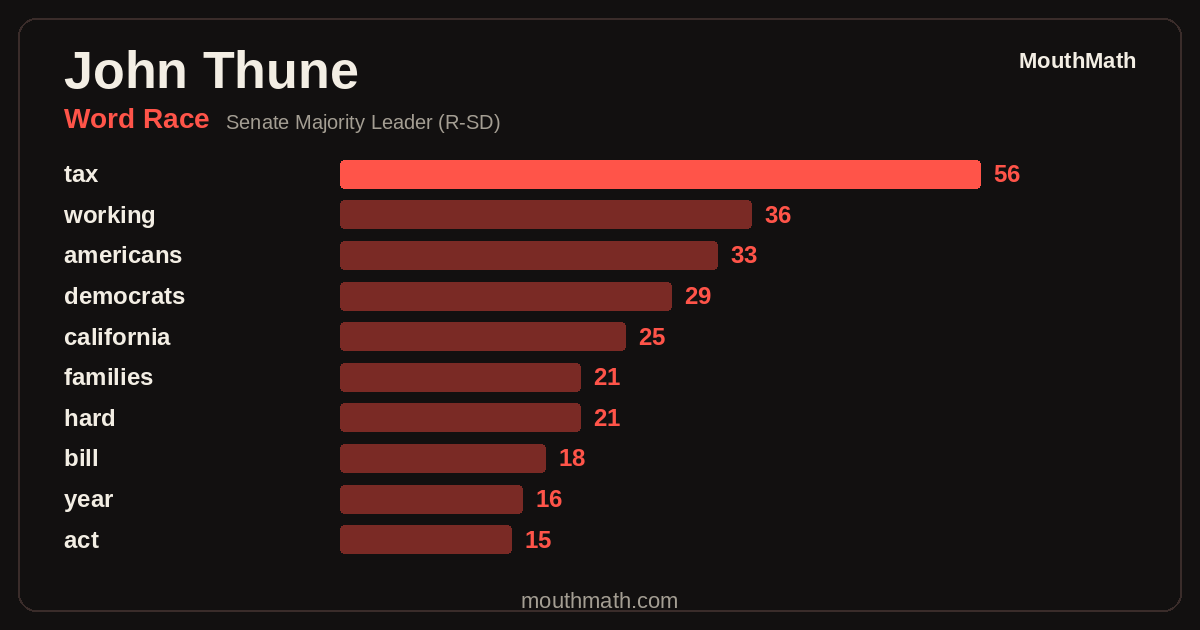 John Thune
MouthMath
Word Race Senate Majority Leader (R-SD)
tax 56
working 36
americans 33
democrats 29
california 25
families 21
hard 21
bill 18
year 16
act 15
mouthmath.com